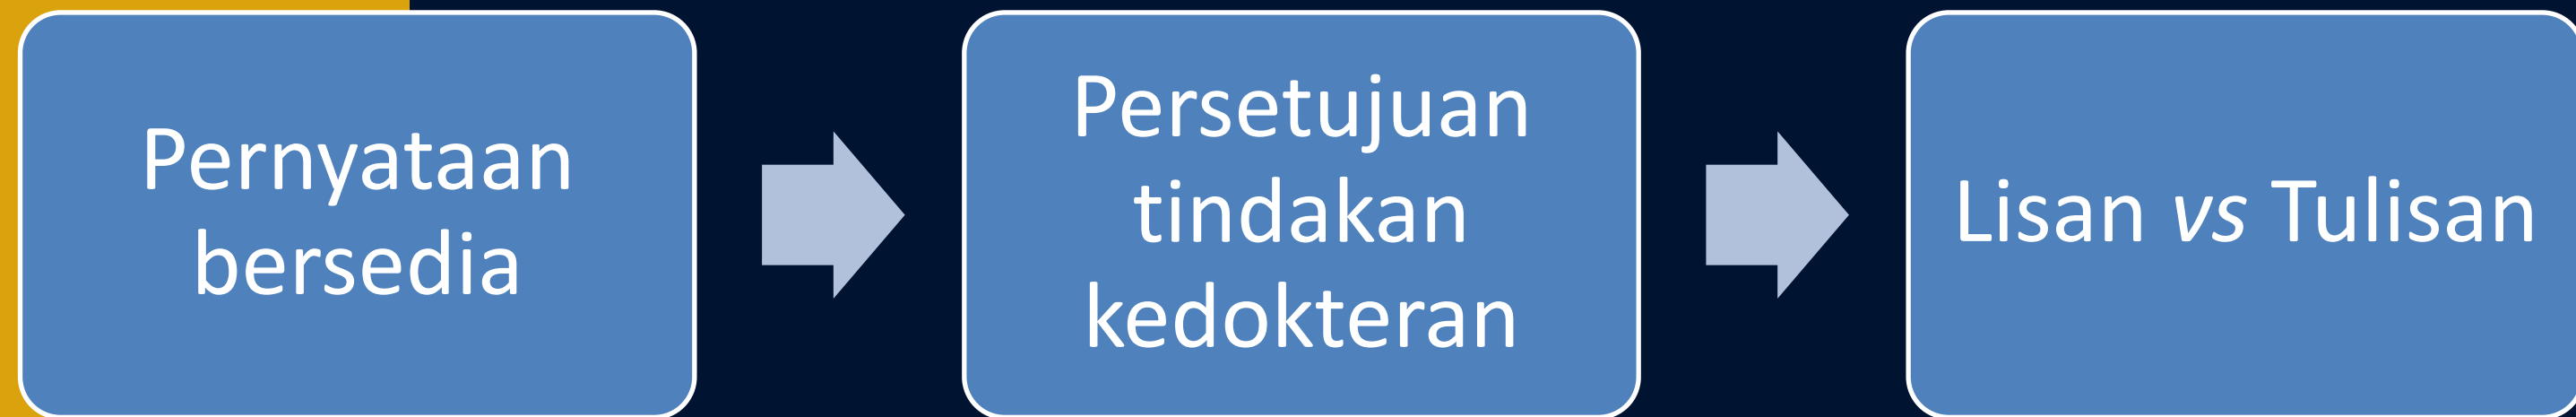 Pernyataan
bersedia
Persetujuan
tindakan
kedokteran
Lisan vs Tulisan